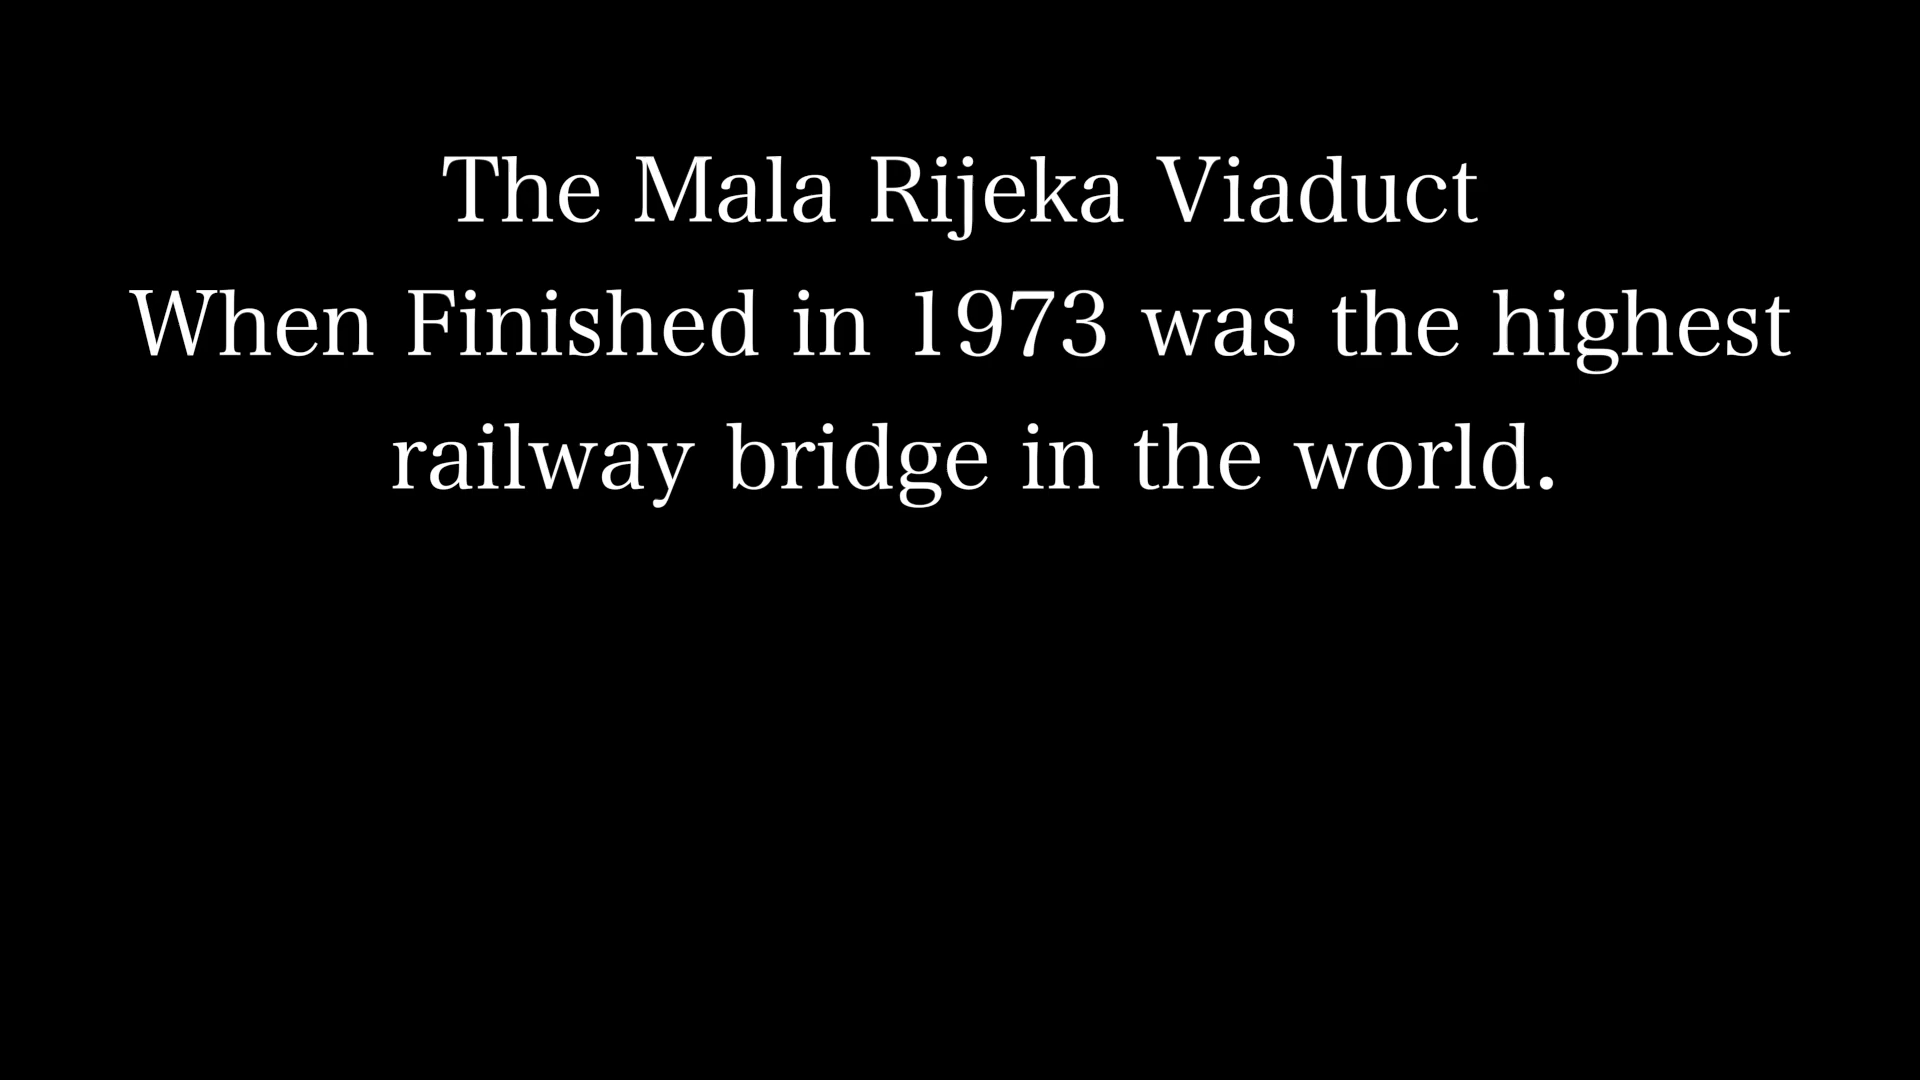 The Mala Rijeka Viaduct
When Finished in 1973 was the highest
railway bridge in the world.